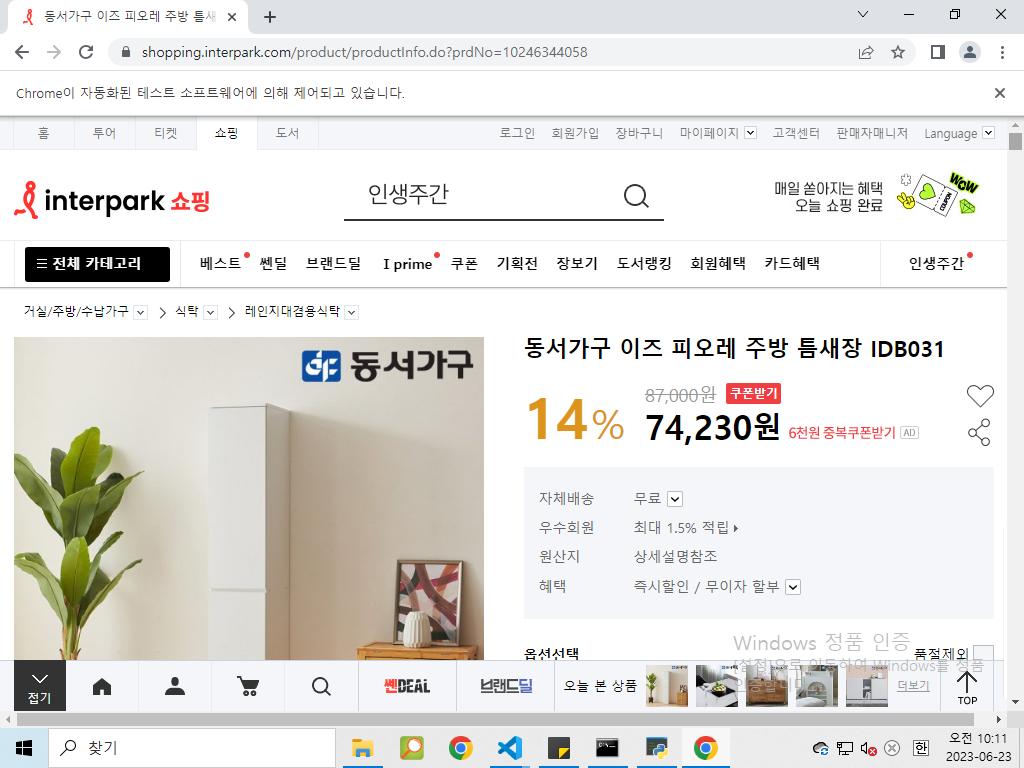 동서가구 이즈 피오레 주방 틈새
shopping.interpark.com/product/productInfo.do?prdNo=10246344058
Chrome이 자동화된 테스트 소프트웨어에 의해 제어되고 있습니다.
홈 투어 티켓 쇼핑 도서 로그인 회원가입 장바구니 마이페이지 고객센터 판매자매니저 Language
interpark 쇼핑
인생주간
매일 쏟아지는 혜택
오늘 쇼핑 완료
WOW
COUPON
전체 카테고리 베스트 쎈딜 브랜드딜 I prime 쿠폰 기획전 장보기 도서랭킹 회원혜택 카드혜택 인생주간
거실/주방/수납가구 > 식탁 > 레인지대겸용식탁
동서가구
동서가구 이즈 피오레 주방 틈새장 IDB031
14%
87,000원 쿠폰받기
74,230원 6천원 중복쿠폰받기 AD
자체배송 무료
우수회원 최대 1.5% 적립
원산지 상세설명참조
혜택 즉시할인 / 무이자 할부
옵션선택 품절제외
Windows 정품 인증
[설정]으로 이동하여 Windows를 정품
접기
쎈DEAL
브랜드딜
오늘 본 상품
더보기
TOP
찾기
오전 10:11
2023-06-23
한